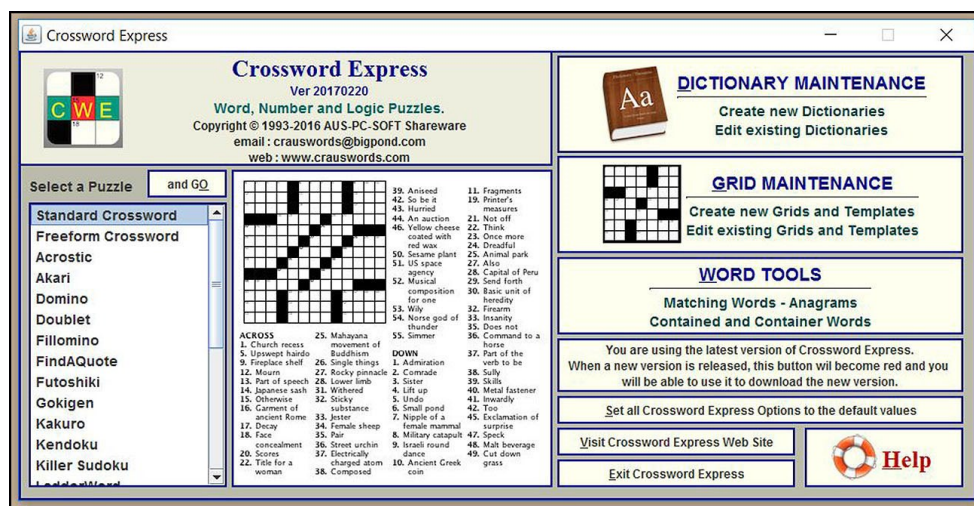 Crossword Express
12
C W E
18
Crossword Express
Ver 20170220
Word, Number and Logic Puzzles.
Copyright © 1993-2016 AUS-PC-SOFT Shareware
email : crauswords@bigpond.com
web : www.crauswords.com
Select a Puzzle
and GO
Standard Crossword
Freeform Crossword
Acrostic
Akari
Domino
Doublet
Fillomino
FindAQuote
Futoshiki
Gokigen
Kakuro
Kendoku
Killer Sudoku
LadderWord
ACROSS
1. Church recess
5. Upswept hairdo
9. Fireplace shelf
12. Mourn
13. Part of speech
14. Japanese sash
15. Otherwise
16. Garment of
ancient Rome
17. Decay
18. Face
concealment
20. Scores
22. Title for a
woman
25. Mahayana
movement of
Buddhism
26. Single things
27. Rocky pinnacle
28. Lower limb
31. Withered
32. Sticky
substance
33. Jester
34. Female sheep
35. Pair
36. Street urchin
37. Electrically
charged atom
38. Composed
39. Aniseed
42. So be it
43. Hurried
44. An auction
46. Yellow cheese
coated with
red wax
50. Sesame plant
51. US space
agency
52. Musical
composition
for one
53. Wily
54. Norse god of
thunder
55. Simmer
DOWN
1. Admiration
2. Comrade
3. Sister
4. Lift up
5. Undo
6. Small pond
7. Nipple of a
female mammal
8. Military catapult
9. Israeli round
dance
10. Ancient Greek
coin
11. Fragments
19. Printer's
measures
21. Not off
22. Think
23. Once more
24. Dreadful
25. Animal park
27. Also
28. Capital of Peru
29. Send forth
30. Basic unit of
heredity
32. Firearm
33. Insanity
35. Does not
36. Command to a
horse
37. Part of the
verb to be
38. Sully
39. Skills
40. Metal fastener
41. Inwardly
42. Too
45. Exclamation of
surprise
47. Speck
48. Malt beverage
49. Cut down
grass
Aa
DICTIONARY MAINTENANCE
Create new Dictionaries
Edit existing Dictionaries
GRID MAINTENANCE
Create new Grids and Templates
Edit existing Grids and Templates
WORD TOOLS
Matching Words - Anagrams
Contained and Container Words
You are using the latest version of Crossword Express.
When a new version is released, this button wil become red and you
will be able to use it to download the new version.
Set all Crossword Express Options to the default values
Visit Crossword Express Web Site
Exit Crossword Express
Help